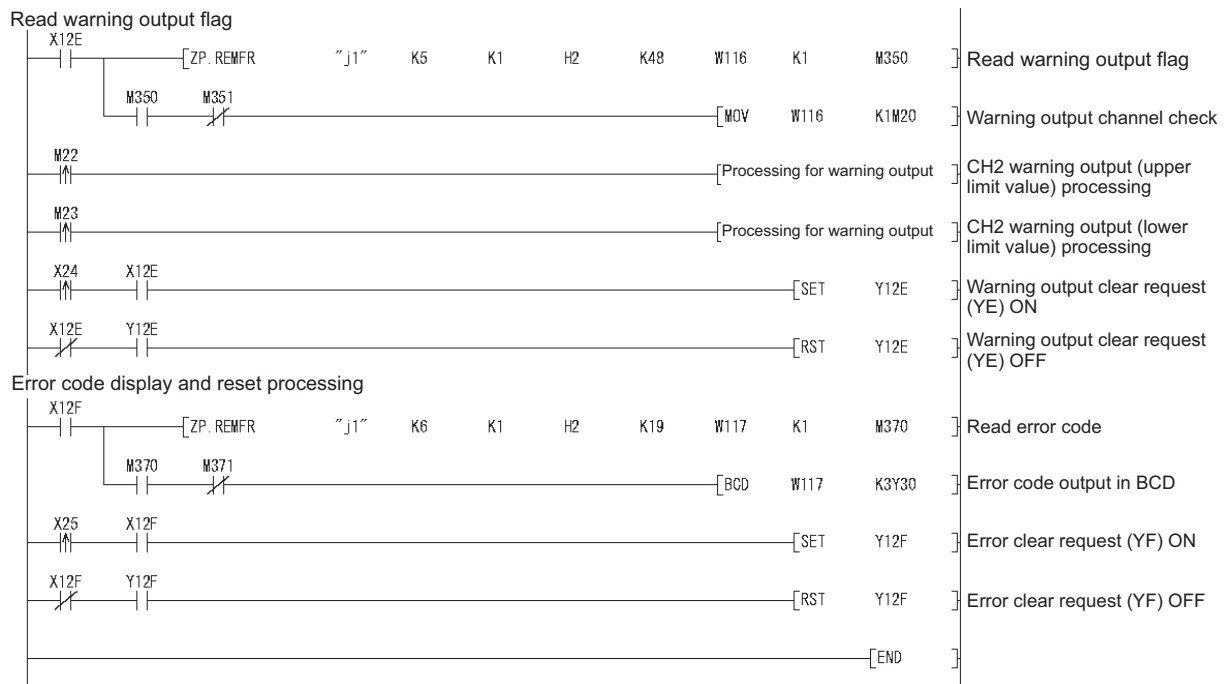 Read warning output flag
X12E
ZP.REMFR "j1" K5 K1 H2 K48 W116 K1 M350 Read warning output flag
M350 M351
MOV W116 K1M20 Warning output channel check
M22
Processing for warning output CH2 warning output (upper
limit value) processing
M23
Processing for warning output CH2 warning output (lower
limit value) processing
X24 X12E
SET Y12E Warning output clear request
(YE) ON
X12E Y12E
RST Y12E Warning output clear request
(YE) OFF
Error code display and reset processing
X12F
ZP.REMFR "j1" K6 K1 H2 K19 W117 K1 M370 Read error code
M370 M371
BCD W117 K3Y30 Error code output in BCD
X25 X12F
SET Y12F Error clear request (YF) ON
X12F Y12F
RST Y12F Error clear request (YF) OFF
END